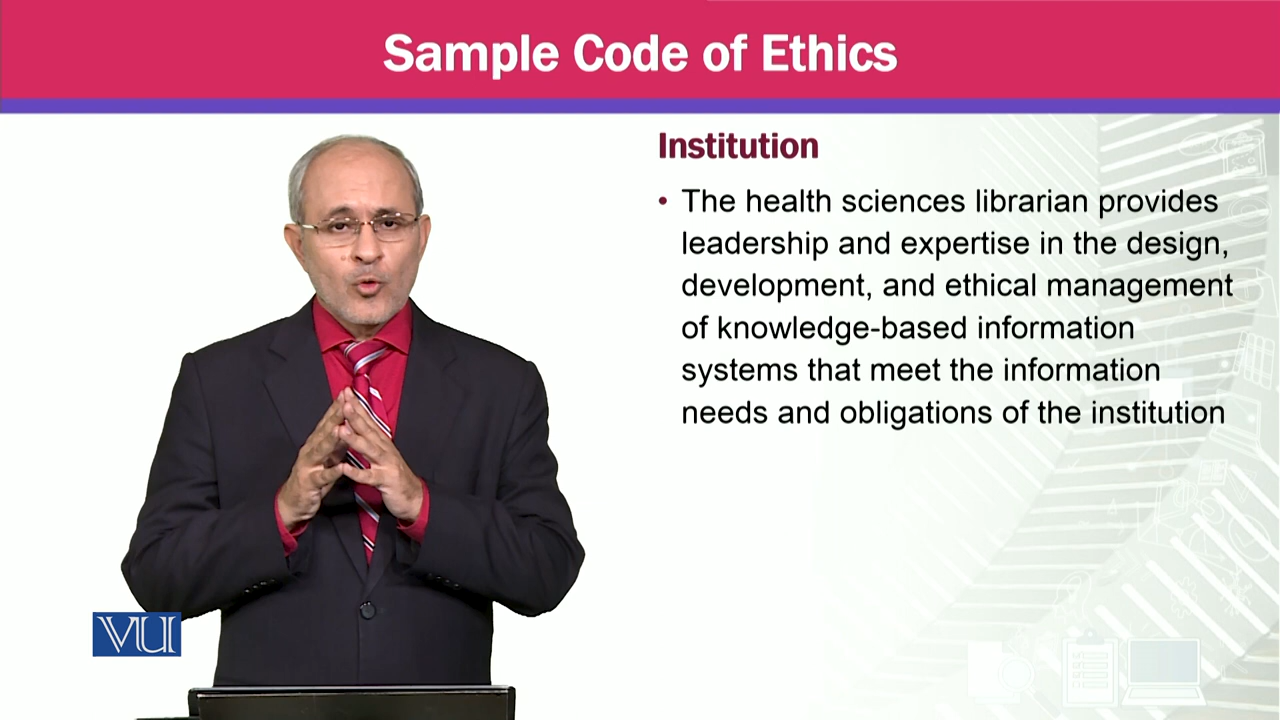 Sample Code of Ethics
Institution
• The health sciences librarian provides
leadership and expertise in the design,
development, and ethical management
of knowledge-based information
systems that meet the information
needs and obligations of the institution
VU